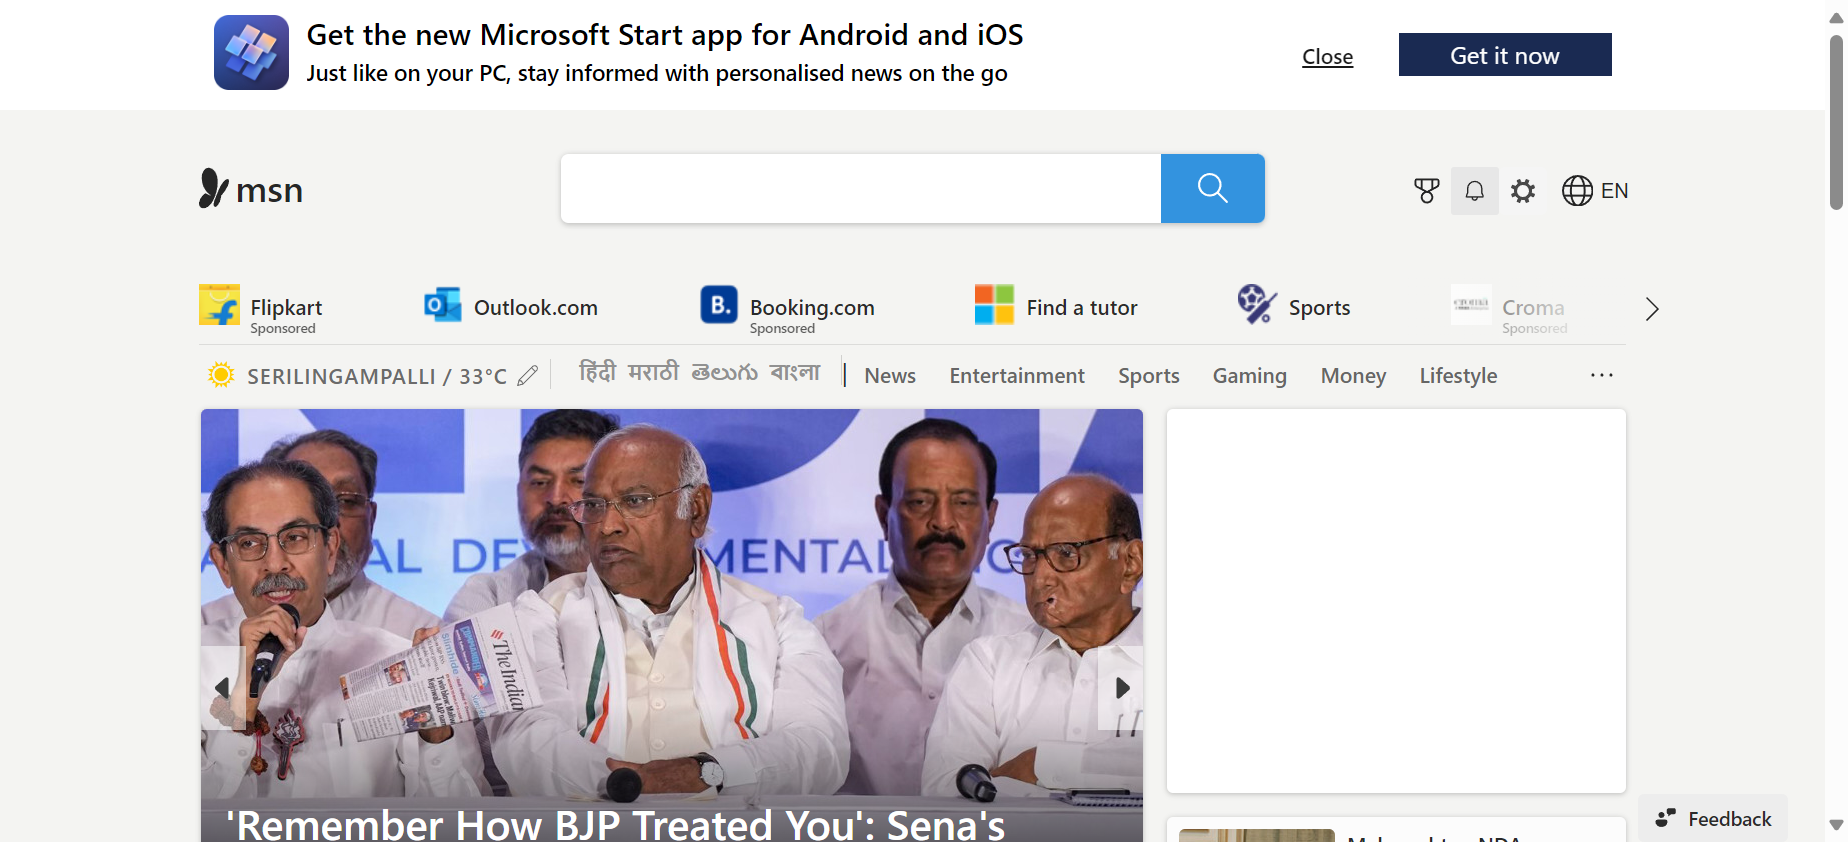 Get the new Microsoft Start app for Android and iOS
Just like on your PC, stay informed with personalised news on the go
Close
Get it now
msn
EN
Flipkart
Sponsored
Outlook.com
B.
Booking.com
Sponsored
Find a tutor
Sports
croma
Croma
Sponsored
SERILINGAMPALLI / 33°C
हिंदी मराठी తెలుగు বাংলা
News
Entertainment
Sports
Gaming
Money
Lifestyle
...
AL DE MENTAL
The Indian
'Remember How BJP Treated You': Sena's
Feedback